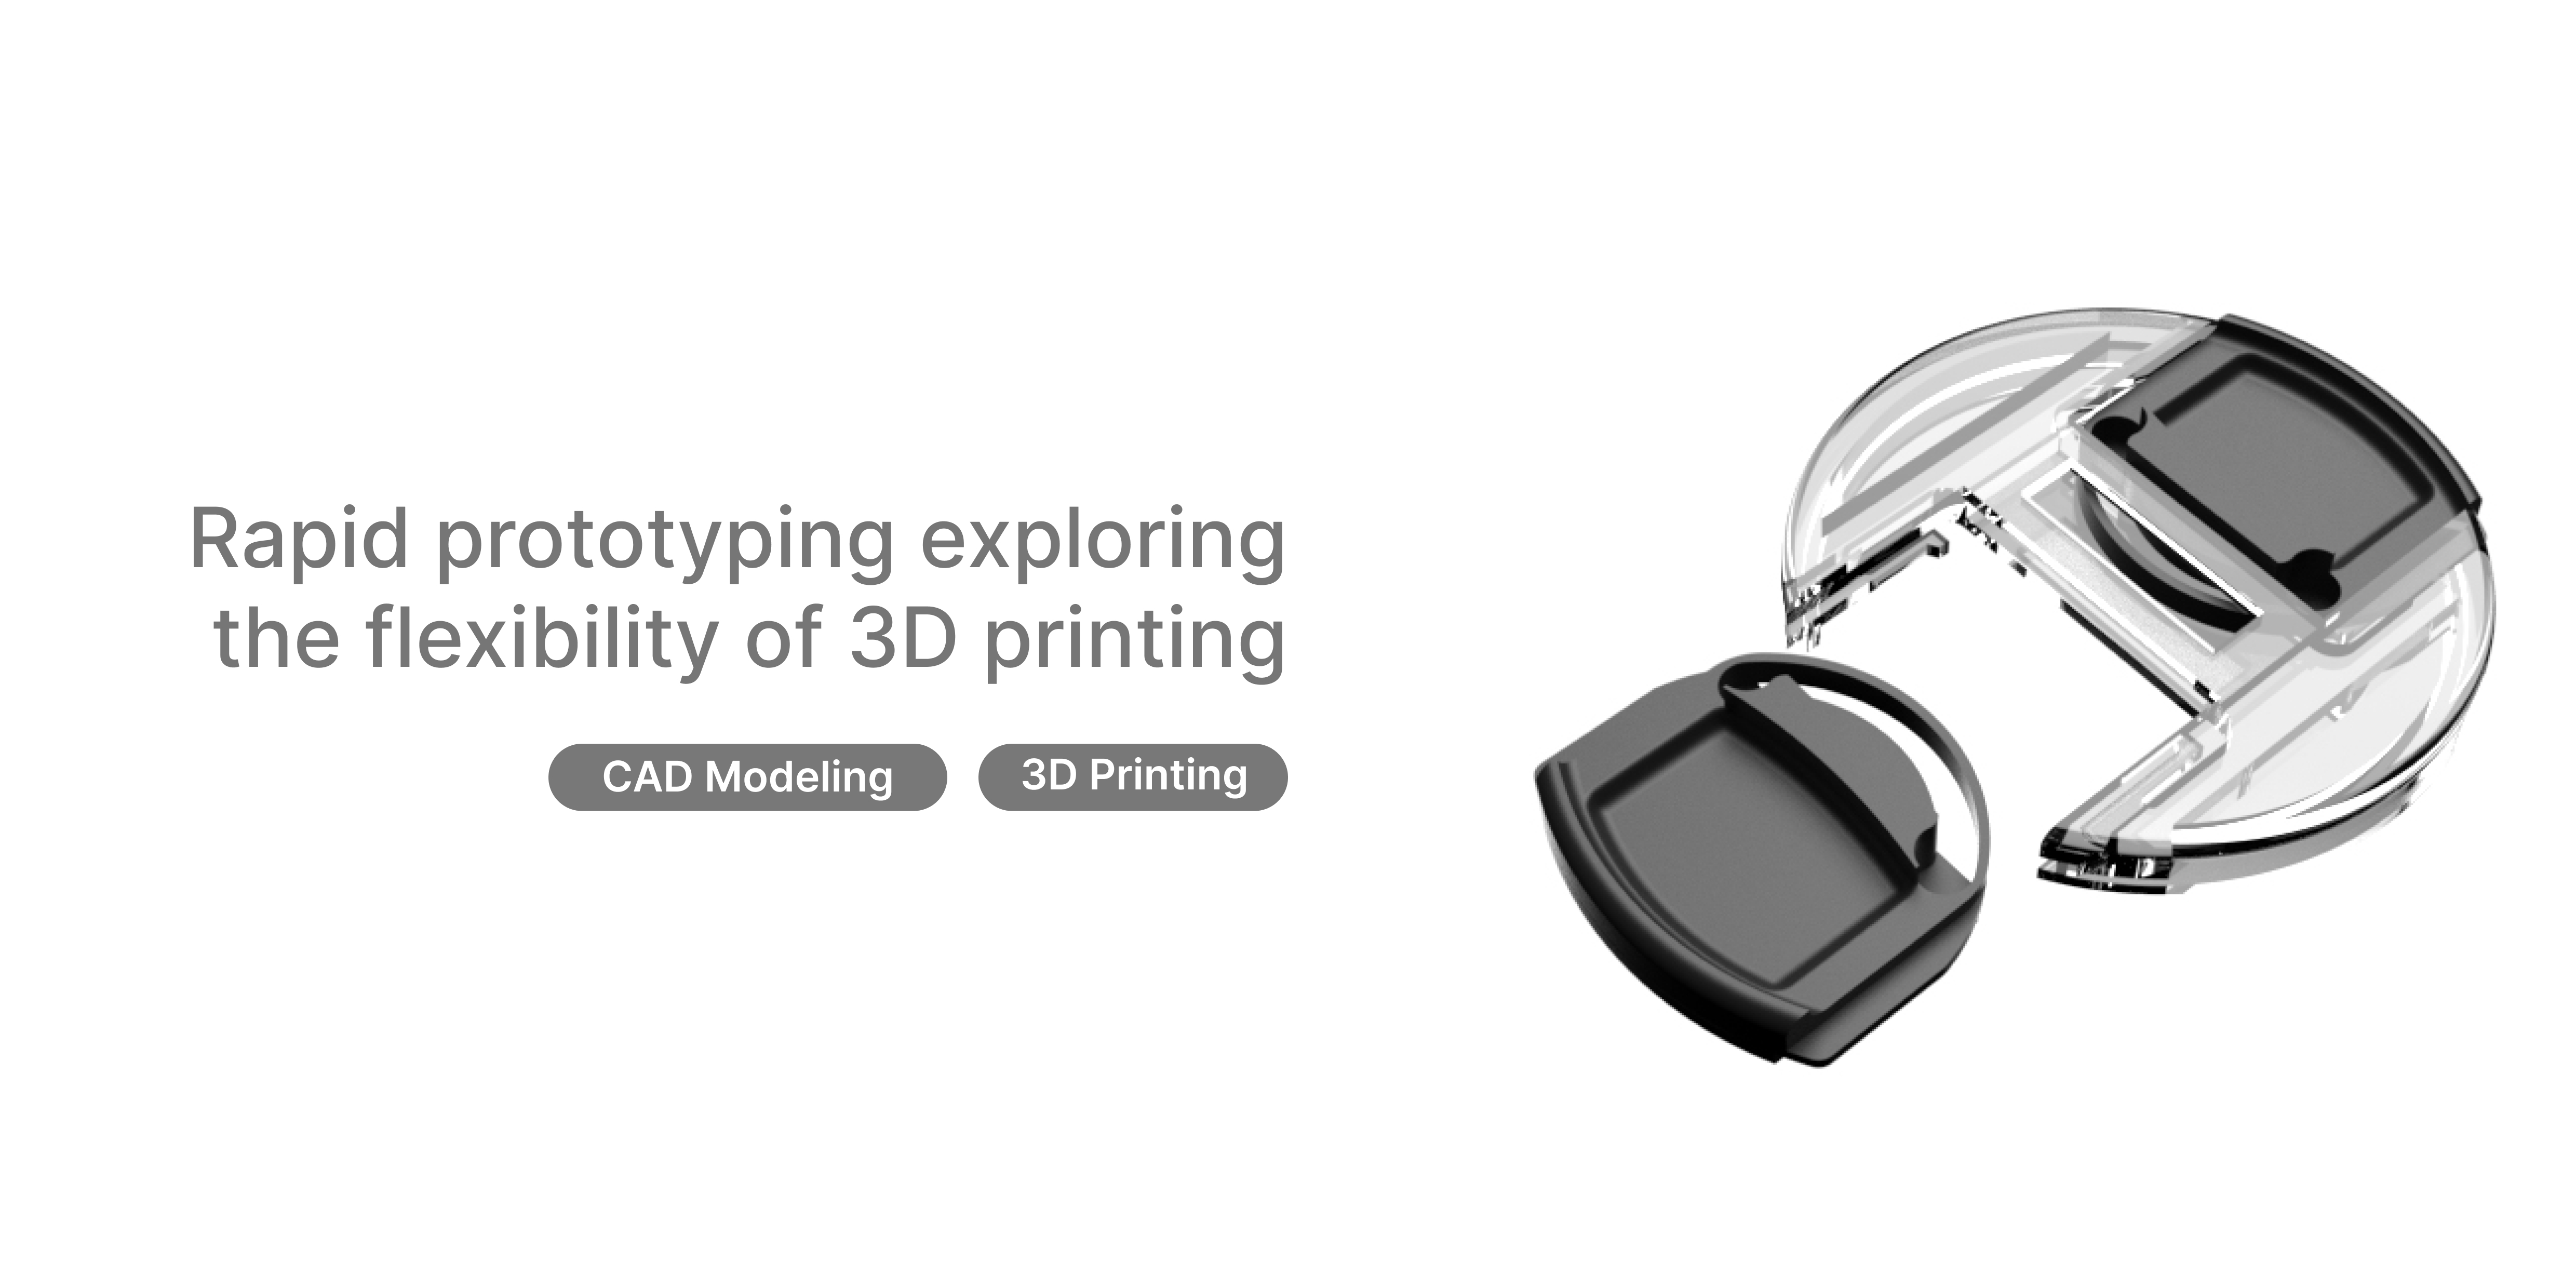 Rapid prototyping exploring
the flexibility of 3D printing
CAD Modeling 3D Printing